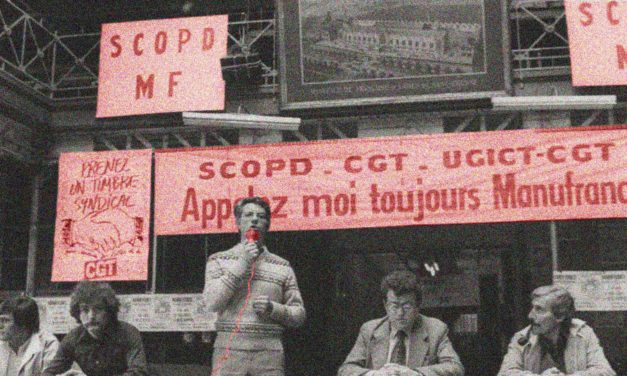 SCOPD
MF
SC
M
PRENEZ
UN TIMBRE
SYNDICAL
CGT
SCOPD - CGT - UGICT-CGT
Appelez moi toujours Manufranc